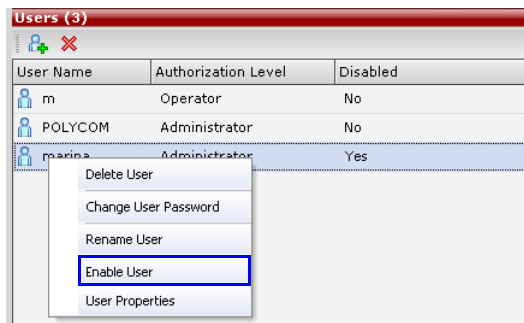 Users (3)
User Name Authorization Level Disabled
m Operator No
POLYCOM Administrator No
marina Administrator Yes
Delete User
Change User Password
Rename User
Enable User
User Properties